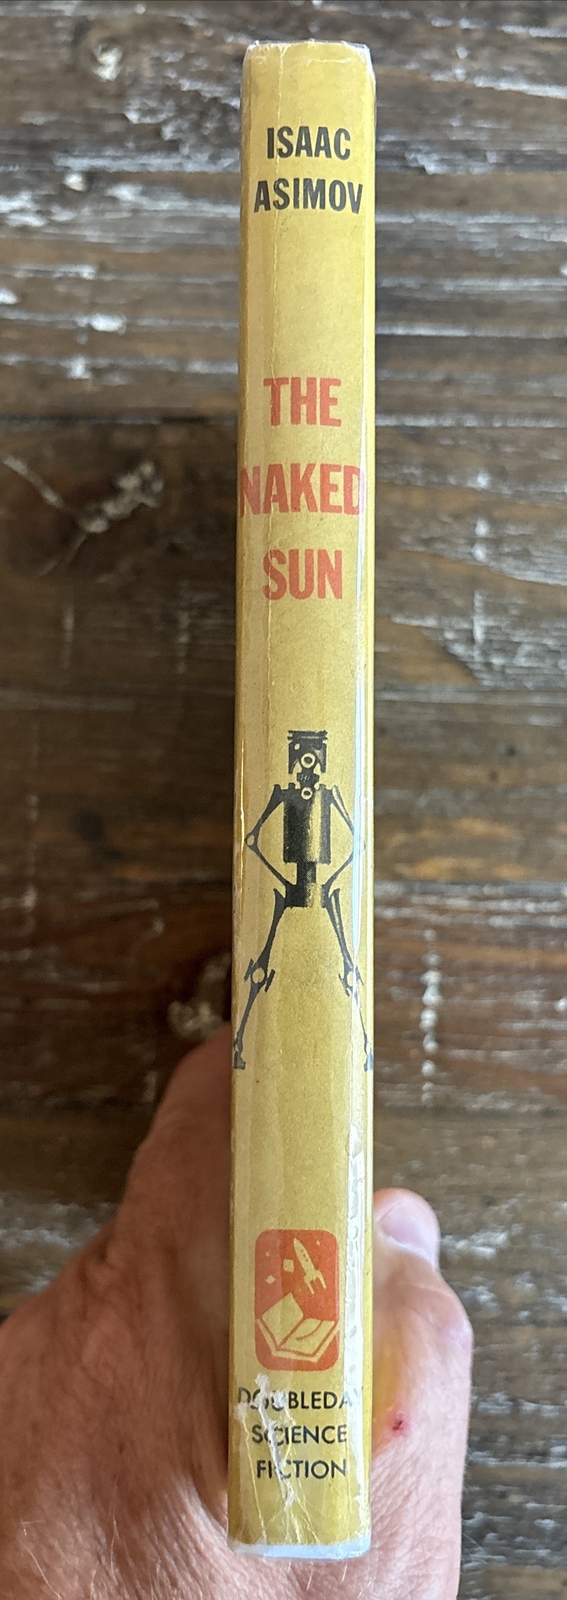 ISAAC
ASIMOV
THE
NAKED
SUN
DOUBLEDAY
SCIENCE
FICTION